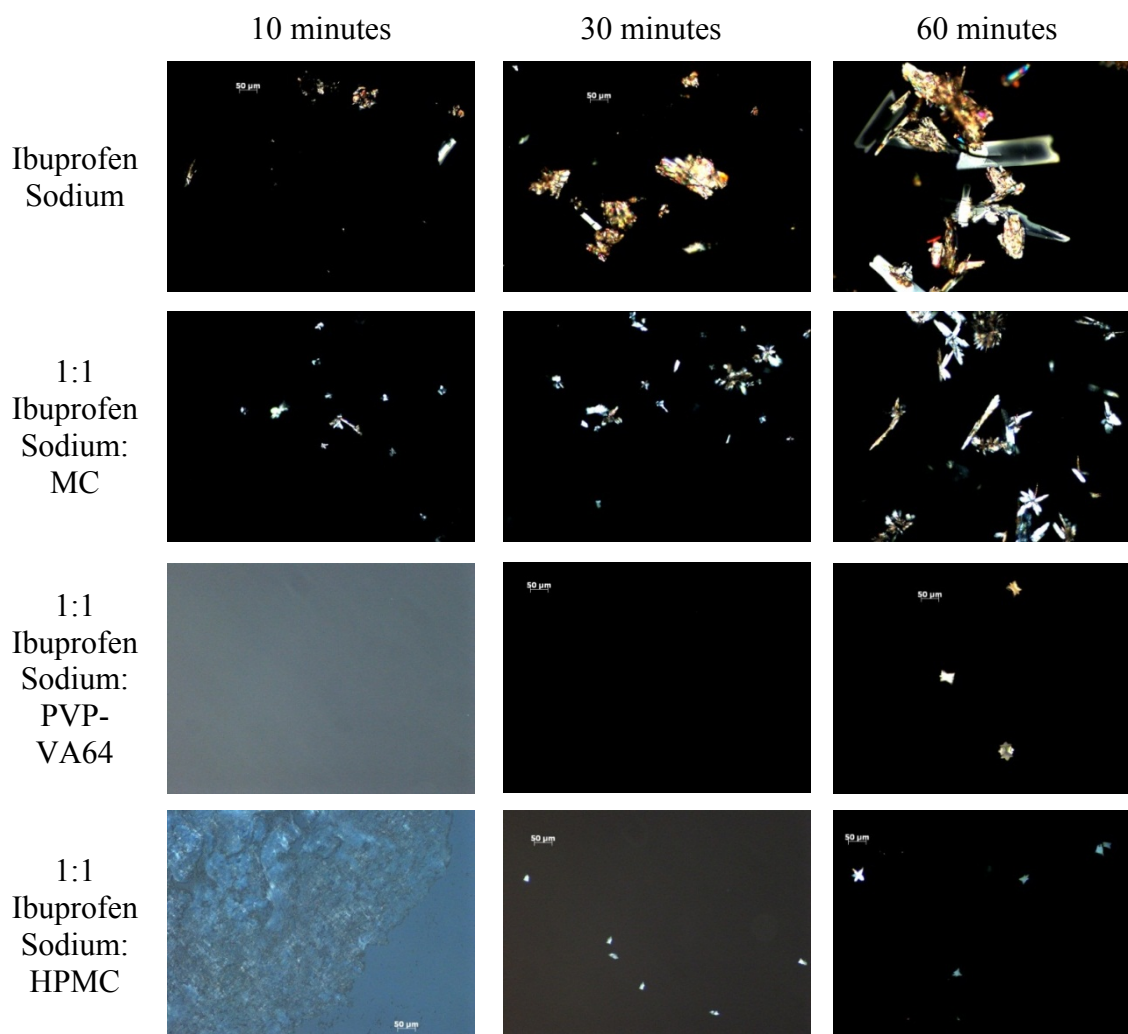 10 minutes 30 minutes 60 minutes
50 µm
50 µm
Ibuprofen
Sodium
1:1
Ibuprofen
Sodium:
MC
50 µm
50 µm
1:1
Ibuprofen
Sodium:
PVP-
VA64
50 µm
50 µm
1:1
Ibuprofen
Sodium:
HPMC
50 µm